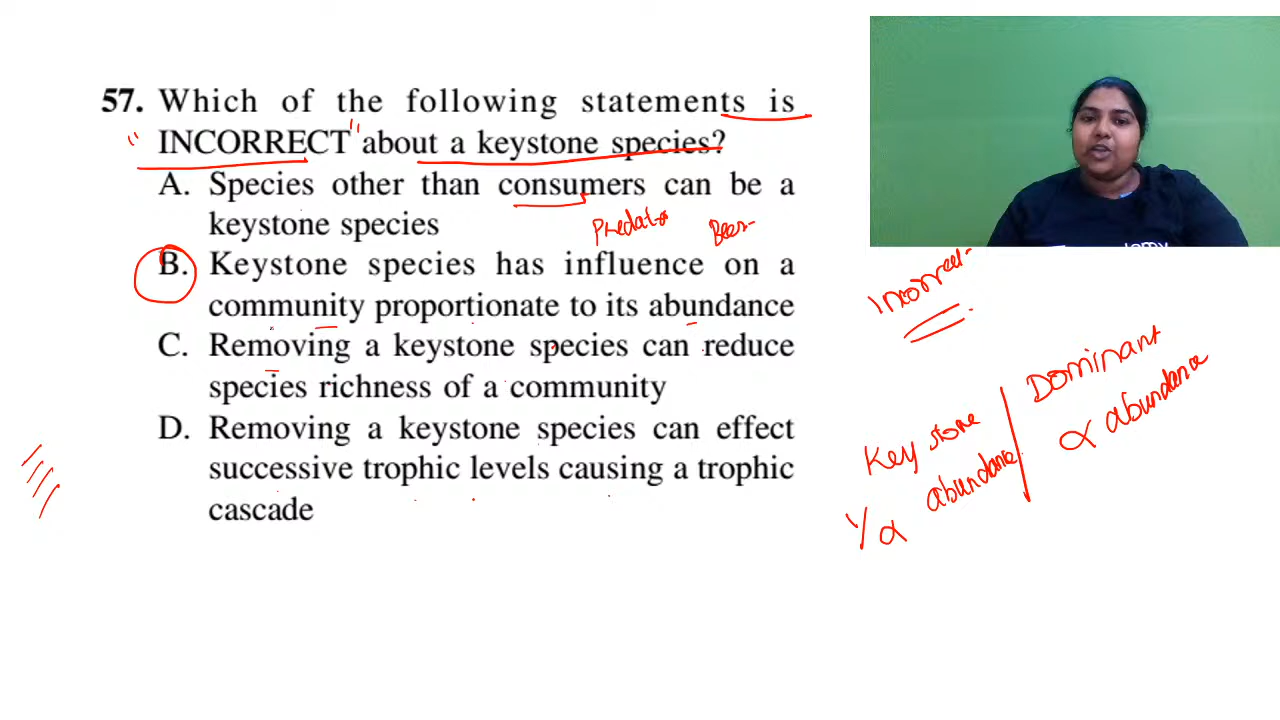 57. Which of the following statements is
" INCORRECT" about a keystone species?
A. Species other than consumers can be a
keystone species
Predator Bees
B. Keystone species has influence on a
community proportionate to its abundance
C. Removing a keystone species can reduce
species richness of a community
D. Removing a keystone species can effect
successive trophic levels causing a trophic
cascade
Incorrect
Key stone
abundance
1/α
Dominant
α abundance